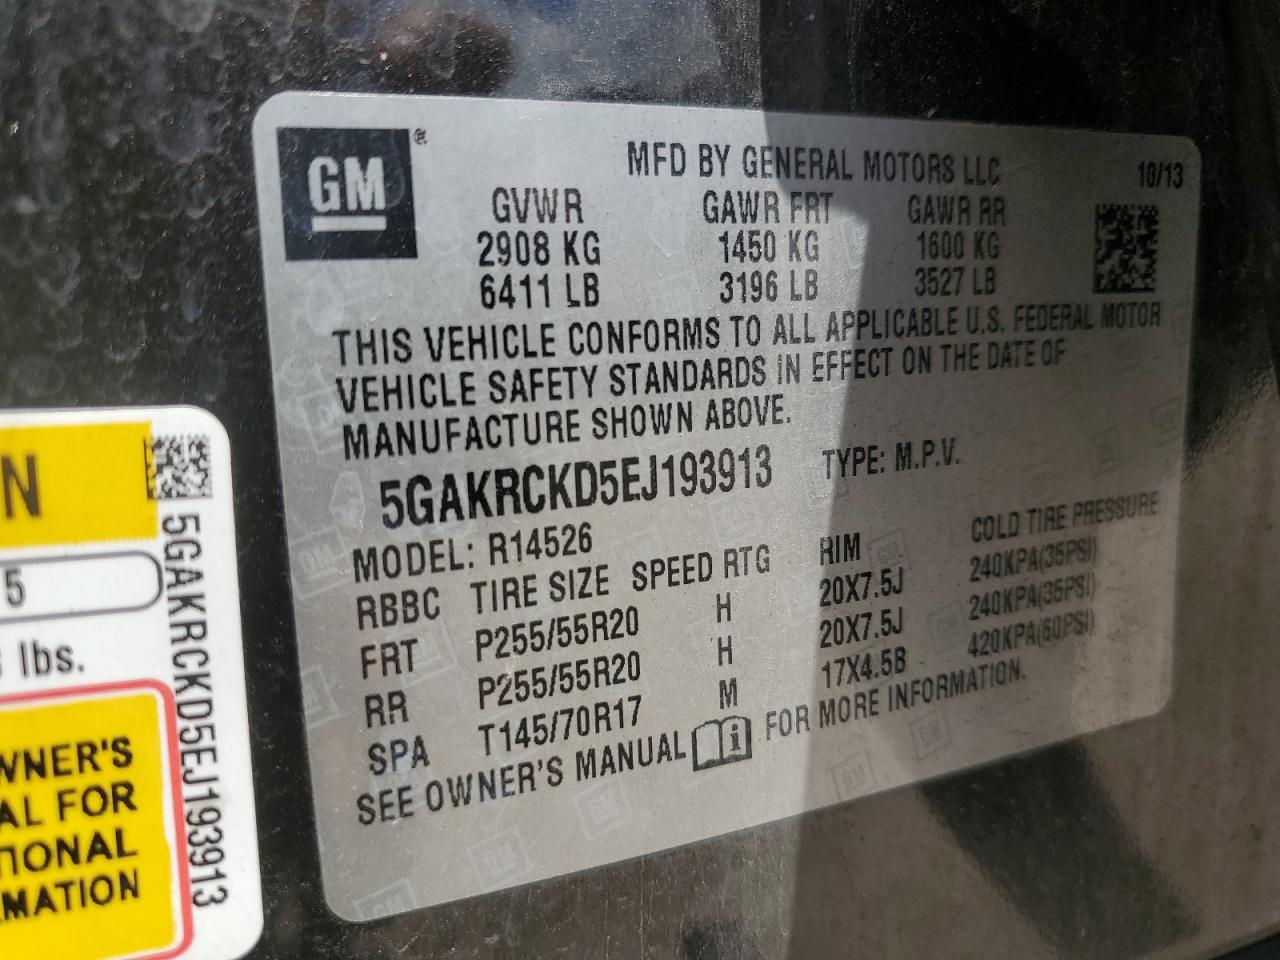 GM®
MFD BY GENERAL MOTORS LLC 10/13
GVWR GAWR FRT GAWR RR
2908 KG 1450 KG 1600 KG
6411 LB 3196 LB 3527 LB
THIS VEHICLE CONFORMS TO ALL APPLICABLE U.S. FEDERAL MOTOR
VEHICLE SAFETY STANDARDS IN EFFECT ON THE DATE OF
MANUFACTURE SHOWN ABOVE.
5GAKRCKD5EJ193913 TYPE: M.P.V.
MODEL: R14526
RBBC TIRE SIZE SPEED RTG RIM COLD TIRE PRESSURE
FRT P255/55R20 H 20X7.5J 240KPA(35PSI)
RR P255/55R20 H 20X7.5J 240KPA(35PSI)
SPA T145/70R17 M 17X4.5B 420KPA(60PSI)
SEE OWNER'S MANUAL i FOR MORE INFORMATION.
N
5
lbs.
WNER'S
AL FOR
TIONAL
RMATION
5GAKRCKD5EJ193913